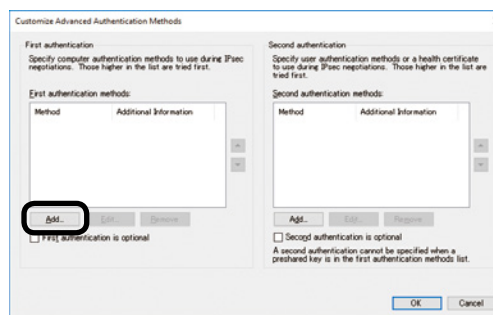 Customize Advanced Authentication Methods
First authentication
Specify computer authentication methods to use during IPsec
negotiations. Those higher in the list are tried first.
First authentication methods:
Method Additional Information
Add... Edit... Remove
First authentication is optional
Second authentication
Specify user authentication methods or a health certificate
to use during IPsec negotiations. Those higher in the list are
tried first.
Second authentication methods:
Method Additional Information
Add... Edit... Remove
Second authentication is optional
A second authentication cannot be specified when a
preshared key is in the first authentication methods list.
OK Cancel